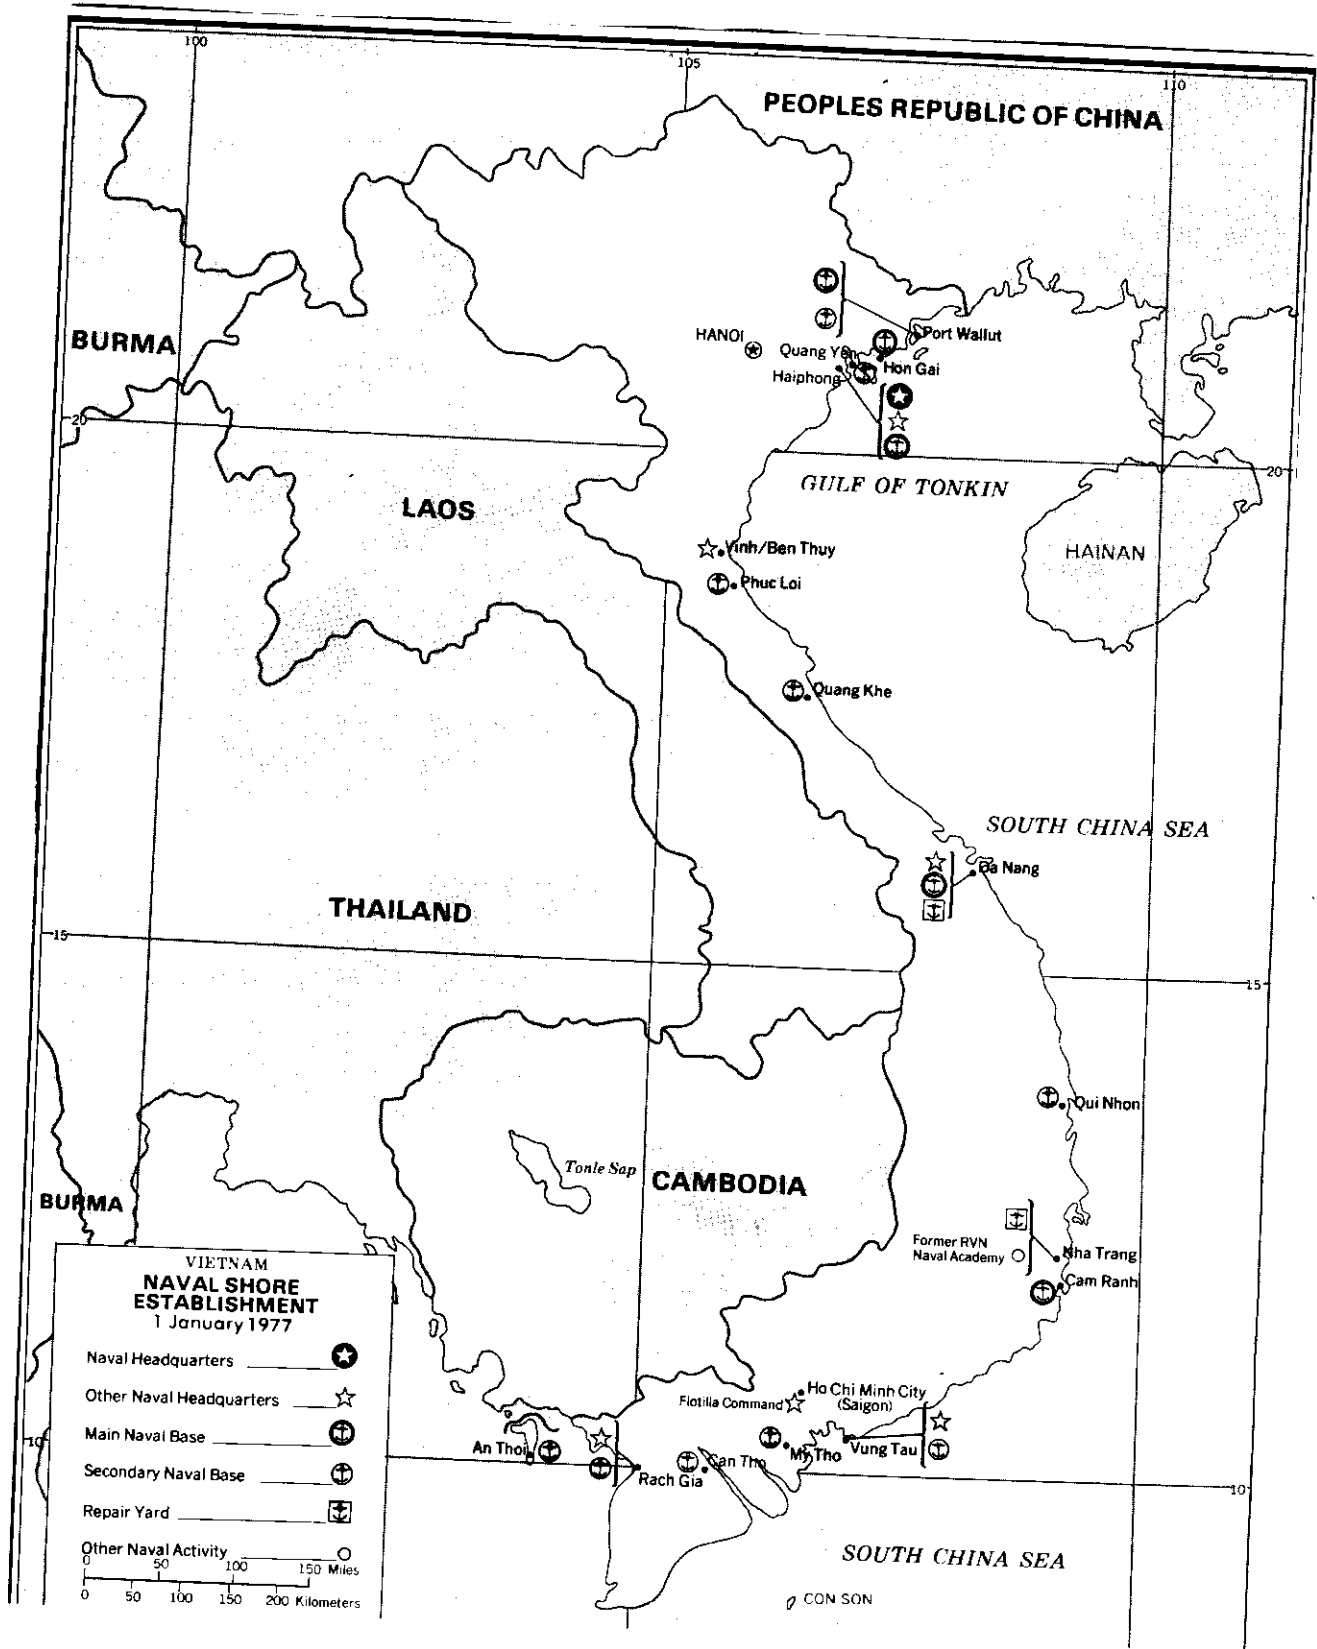 100
105
110
PEOPLES REPUBLIC OF CHINA
BURMA
HANOI
Port Wallut
Quang Yen
Hon Gai
Haiphong
20
20
GULF OF TONKIN
LAOS
HAINAN
Vinh/Ben Thuy
Phuc Loi
Quang Khe
SOUTH CHINA SEA
Da Nang
THAILAND
15
15
Qui Nhon
Tonle Sap
CAMBODIA
BURMA
Former RVN
Naval Academy
Nha Trang
Cam Ranh
VIETNAM
NAVAL SHORE
ESTABLISHMENT
1 January 1977
Naval Headquarters
Other Naval Headquarters
Main Naval Base
Secondary Naval Base
Repair Yard
Other Naval Activity
0 50 100 150 Miles
0 50 100 150 200 Kilometers
Flotilla Command
Ho Chi Minh City
(Saigon)
10
An Thoi
Rach Gia
Can Tho
My Tho
Vung Tau
10
SOUTH CHINA SEA
CON SON